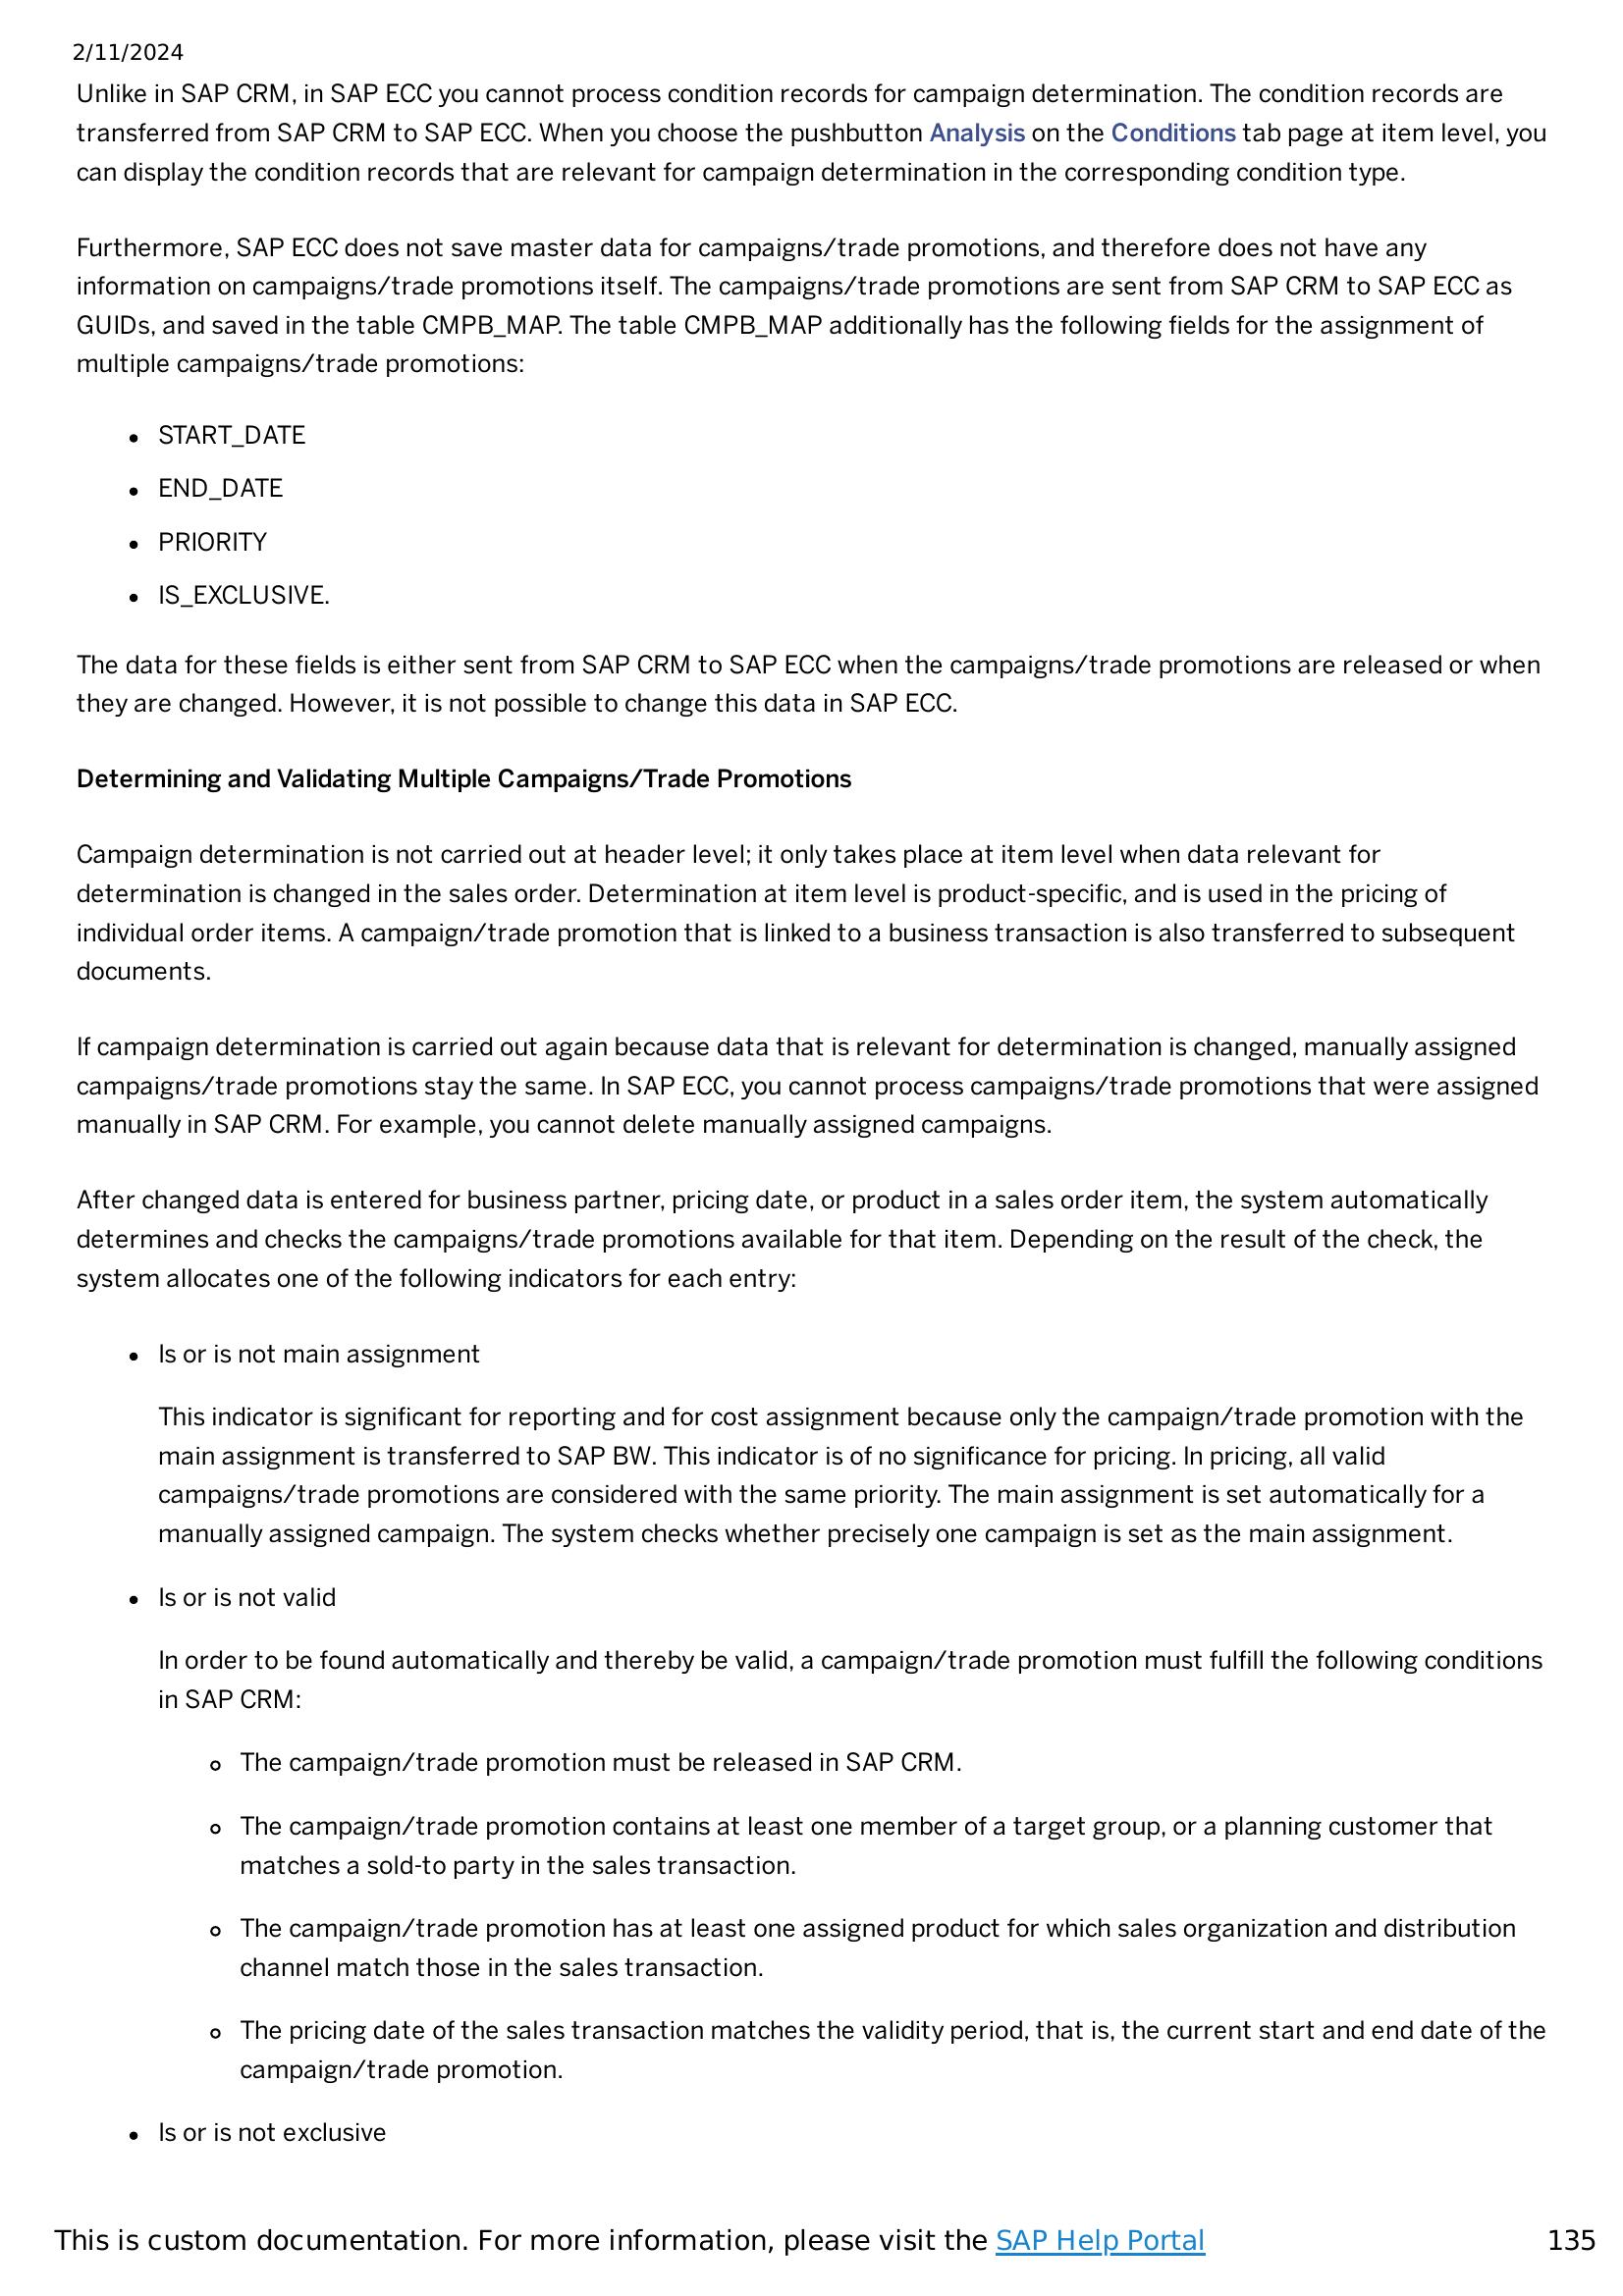 2/11/2024
Unlike in SAP CRM, in SAP ECC you cannot process condition records for campaign determination. The condition records are
transferred from SAP CRM to SAP ECC. When you choose the pushbutton Analysis on the Conditions tab page at item level, you
can display the condition records that are relevant for campaign determination in the corresponding condition type.
Furthermore, SAP ECC does not save master data for campaigns/trade promotions, and therefore does not have any
information on campaigns/trade promotions itself. The campaigns/trade promotions are sent from SAP CRM to SAP ECC as
GUIDs, and saved in the table CMPB_MAP. The table CMPB_MAP additionally has the following fields for the assignment of
multiple campaigns/trade promotions:
• START_DATE
• END_DATE
• PRIORITY
• IS_EXCLUSIVE.
The data for these fields is either sent from SAP CRM to SAP ECC when the campaigns/trade promotions are released or when
they are changed. However, it is not possible to change this data in SAP ECC.
Determining and Validating Multiple Campaigns/Trade Promotions
Campaign determination is not carried out at header level; it only takes place at item level when data relevant for
determination is changed in the sales order. Determination at item level is product-specific, and is used in the pricing of
individual order items. A campaign/trade promotion that is linked to a business transaction is also transferred to subsequent
documents.
If campaign determination is carried out again because data that is relevant for determination is changed, manually assigned
campaigns/trade promotions stay the same. In SAP ECC, you cannot process campaigns/trade promotions that were assigned
manually in SAP CRM. For example, you cannot delete manually assigned campaigns.
After changed data is entered for business partner, pricing date, or product in a sales order item, the system automatically
determines and checks the campaigns/trade promotions available for that item. Depending on the result of the check, the
system allocates one of the following indicators for each entry:
• Is or is not main assignment
This indicator is significant for reporting and for cost assignment because only the campaign/trade promotion with the
main assignment is transferred to SAP BW. This indicator is of no significance for pricing. In pricing, all valid
campaigns/trade promotions are considered with the same priority. The main assignment is set automatically for a
manually assigned campaign. The system checks whether precisely one campaign is set as the main assignment.
• Is or is not valid
In order to be found automatically and thereby be valid, a campaign/trade promotion must fulfill the following conditions
in SAP CRM:
◦ The campaign/trade promotion must be released in SAP CRM.
◦ The campaign/trade promotion contains at least one member of a target group, or a planning customer that
matches a sold-to party in the sales transaction.
◦ The campaign/trade promotion has at least one assigned product for which sales organization and distribution
channel match those in the sales transaction.
◦ The pricing date of the sales transaction matches the validity period, that is, the current start and end date of the
campaign/trade promotion.
• Is or is not exclusive
This is custom documentation. For more information, please visit the SAP Help Portal 135